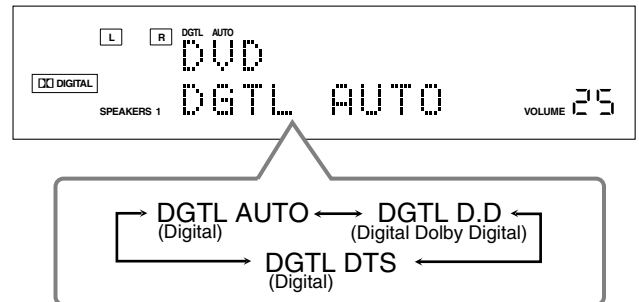 L R DGTL AUTO
DVD
DIGITAL
SPEAKERS 1 DGTL AUTO VOLUME 25
DGTL AUTO DGTL D.D
(Digital) (Digital Dolby Digital)
DGTL DTS
(Digital)